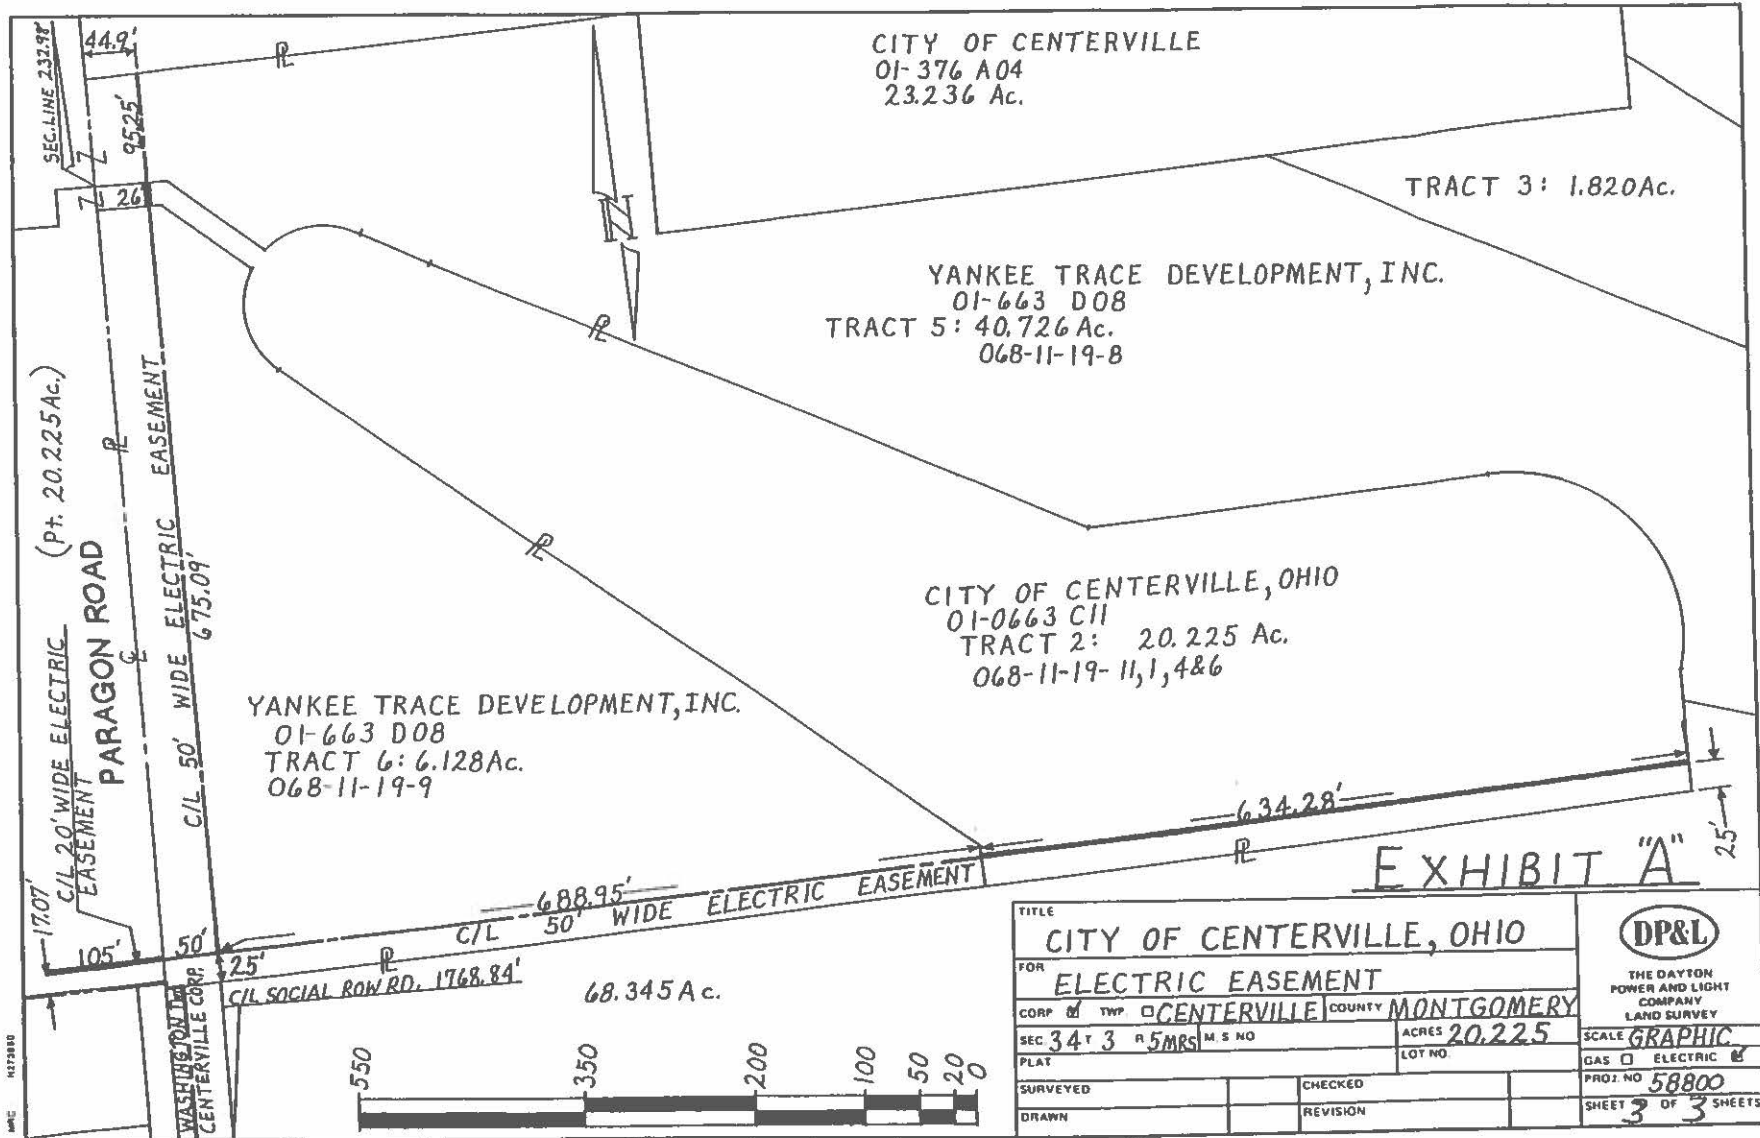 SEC. LINE 232.98'
44.9'
95.25'
26'
CITY OF CENTERVILLE
01-376 A04
23.236 Ac.
TRACT 3: 1.820Ac.
N
YANKEE TRACE DEVELOPMENT, INC.
01-663 D08
TRACT 5: 40.726 Ac.
068-11-19-8
(Pt. 20.225Ac.)
PARAGON ROAD
C/L 20' WIDE ELECTRIC
EASEMENT
C/L 50' WIDE ELECTRIC EASEMENT
675.09'
CITY OF CENTERVILLE, OHIO
01-0663 C11
TRACT 2: 20.225 Ac.
068-11-19-11,1,4&6
YANKEE TRACE DEVELOPMENT, INC.
01-663 D08
TRACT 6: 6.128Ac.
068-11-19-9
634.28'
25'
688.95'
C/L 50' WIDE ELECTRIC EASEMENT
17.07'
105'
50'
25'
C/L SOCIAL ROW RD. 1768.84'
68.345 Ac.
WASHINGTON TWP
CENTERVILLE CORP.
550 350 200 100 50 20 0
EXHIBIT "A"
TITLE
CITY OF CENTERVILLE, OHIO
FOR
ELECTRIC EASEMENT
CORP ☑ TWP ☐ CENTERVILLE COUNTY MONTGOMERY
SEC. 34 T 3 R 5MRS M.S NO ACRES 20.225
PLAT LOT NO.
SURVEYED CHECKED
DRAWN REVISION
DP&L
THE DAYTON
POWER AND LIGHT
COMPANY
LAND SURVEY
SCALE GRAPHIC
GAS ☐ ELECTRIC ☑
PROJ. NO 58800
SHEET 3 OF 3 SHEETS